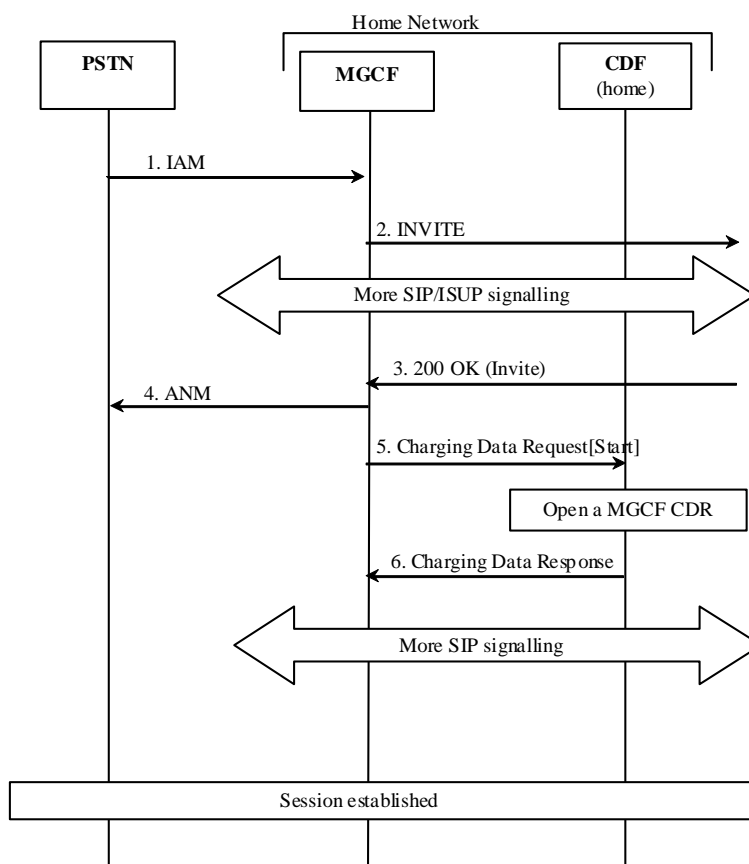 Home Network
PSTN
MGCF
CDF
(home)
1. IAM
2. INVITE
More SIP/ISUP signalling
3. 200 OK (Invite)
4. ANM
5. Charging Data Request[Start]
Open a MGCF CDR
6. Charging Data Response
More SIP signalling
Session established